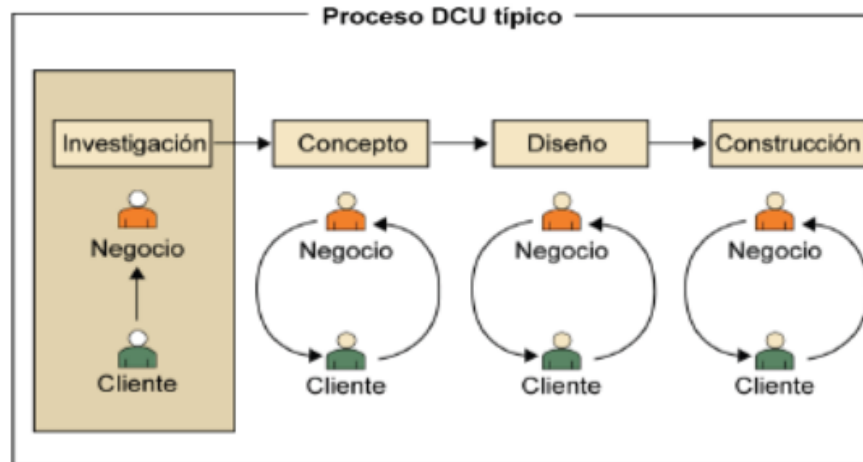 Proceso DCU típico
Investigación
Concepto
Diseño
Construcción
Negocio
Negocio
Negocio
Negocio
Cliente
Cliente
Cliente
Cliente